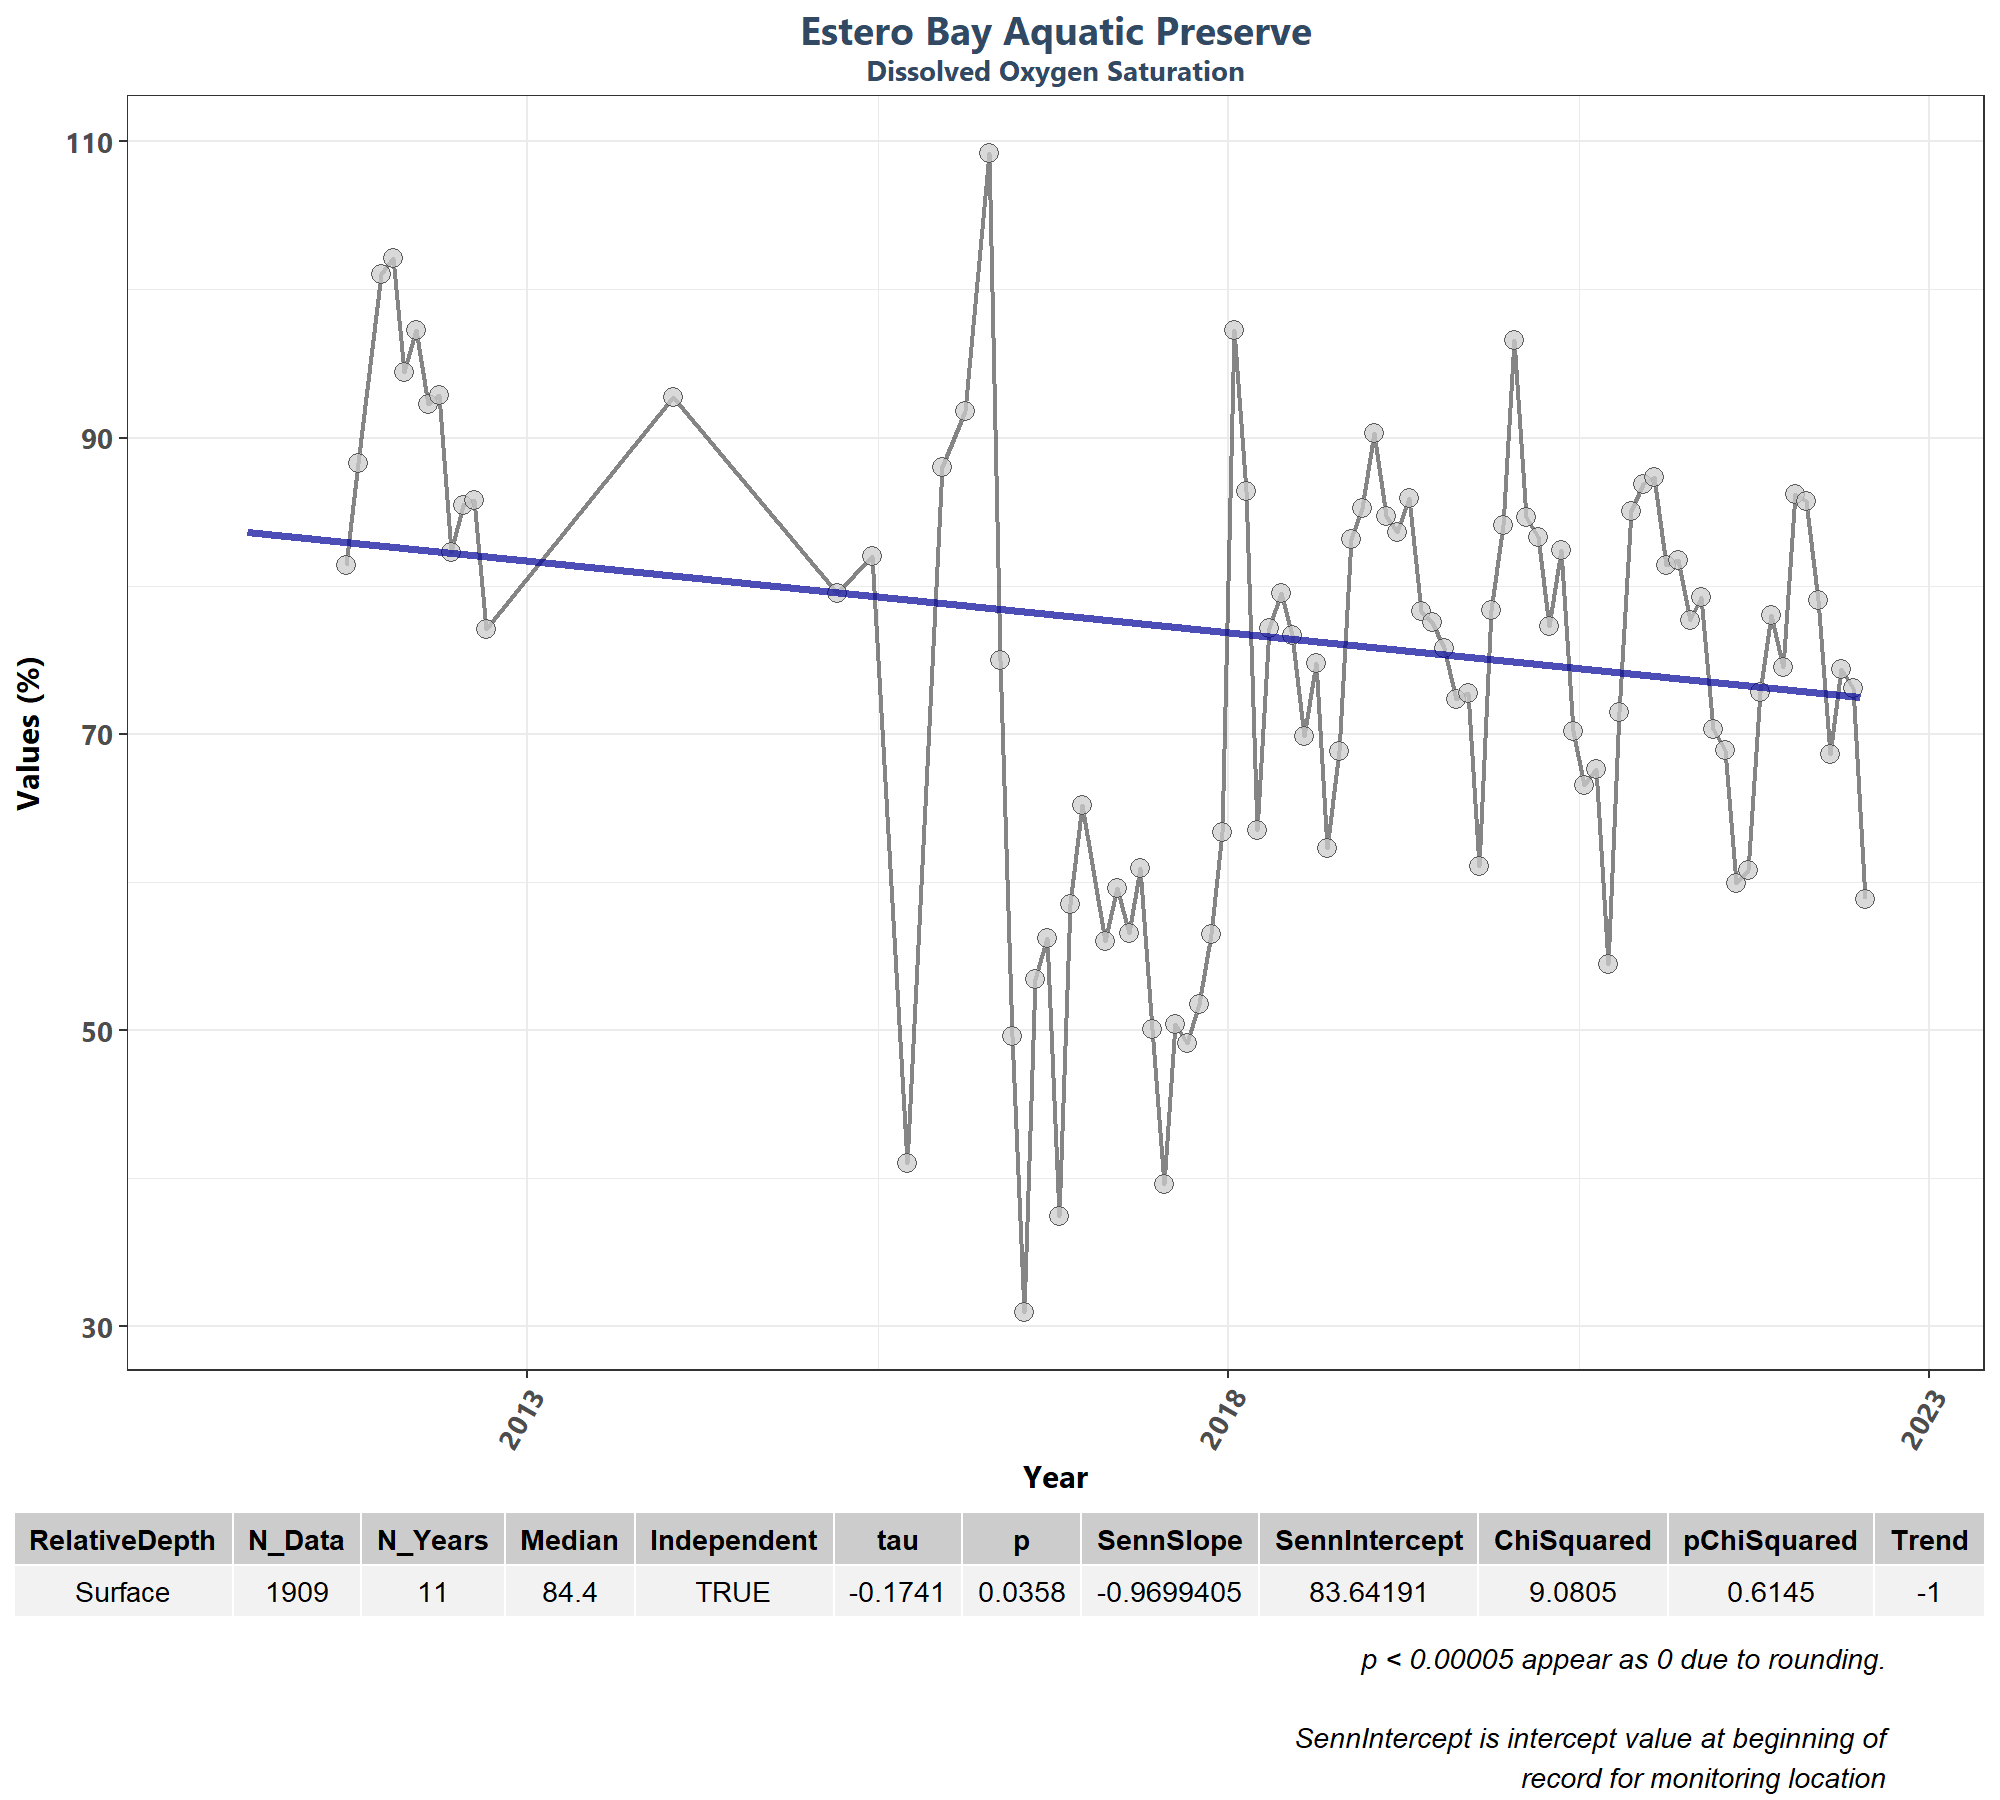 Estero Bay Aquatic Preserve
Dissolved Oxygen Saturation
110
90
70
50
30
Values (%)
2013
2018
2023
Year
RelativeDepth N_Data N_Years Median Independent tau p SennSlope SennIntercept ChiSquared pChiSquared Trend
Surface 1909 11 84.4 TRUE -0.1741 0.0358 -0.9699405 83.64191 9.0805 0.6145 -1
p < 0.00005 appear as 0 due to rounding.
SennIntercept is intercept value at beginning of
record for monitoring location